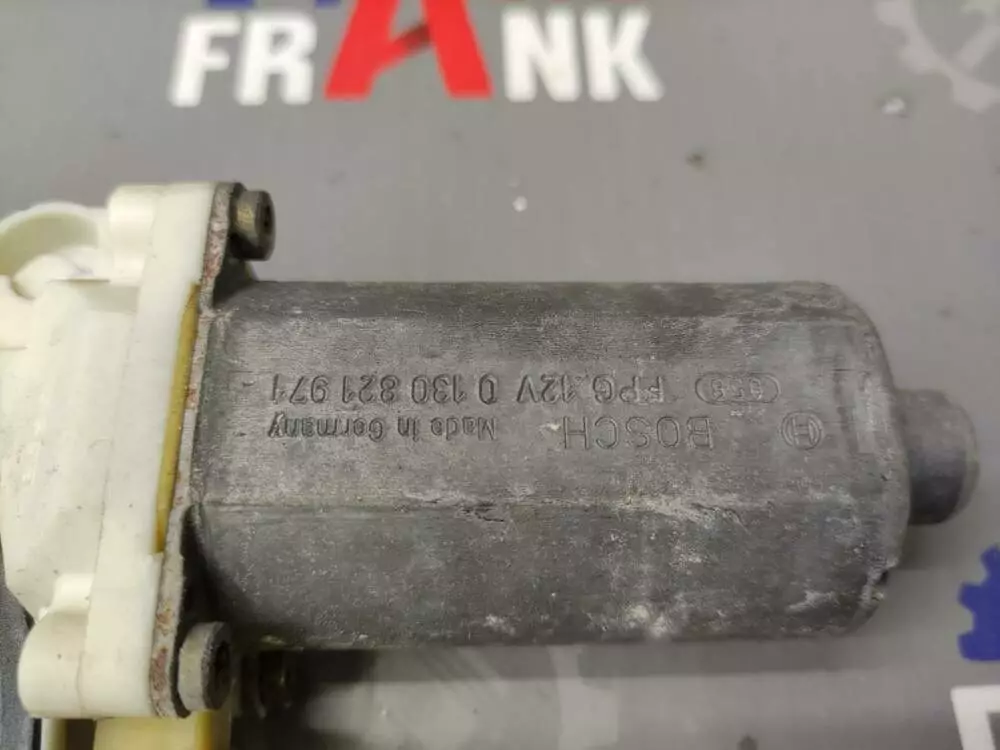 FRANK
BOSCH Made in Germany
FPG 12V 0 130 821 971